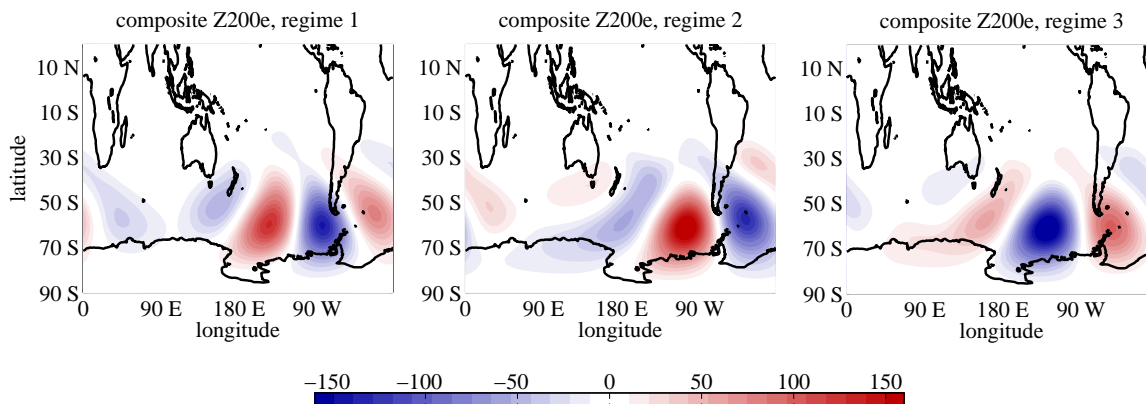 composite Z200e, regime 1
composite Z200e, regime 2
composite Z200e, regime 3
latitude
10 N
10 S
30 S
50 S
70 S
90 S
0
90 E
180 E
90 W
longitude
10 N
10 S
30 S
50 S
70 S
90 S
0
90 E
180 E
90 W
longitude
10 N
10 S
30 S
50 S
70 S
90 S
0
90 E
180 E
90 W
longitude
−150 −100 −50 0 50 100 150